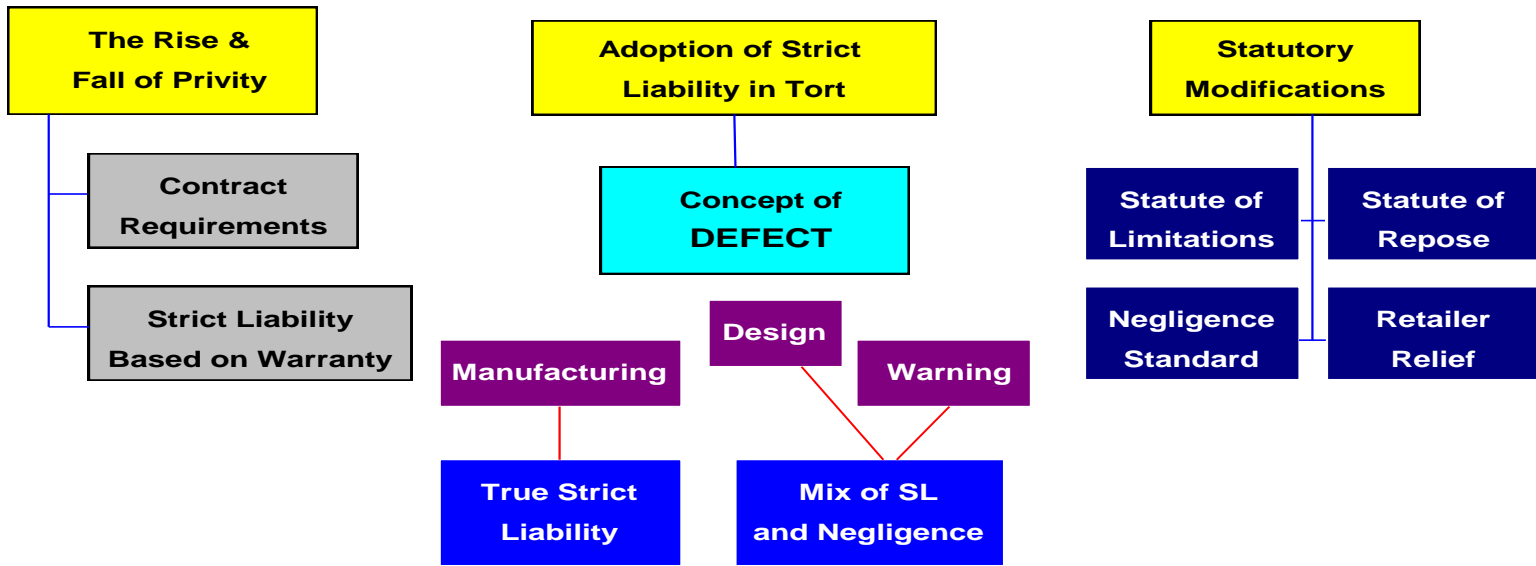 The Rise &
Fall of Privity
Contract
Requirements
Strict Liability
Based on Warranty
Adoption of Strict
Liability in Tort
Concept of
DEFECT
Manufacturing
Design
Warning
True Strict
Liability
Mix of SL
and Negligence
Statutory
Modifications
Statute of
Limitations
Statute of
Repose
Negligence
Standard
Retailer
Relief